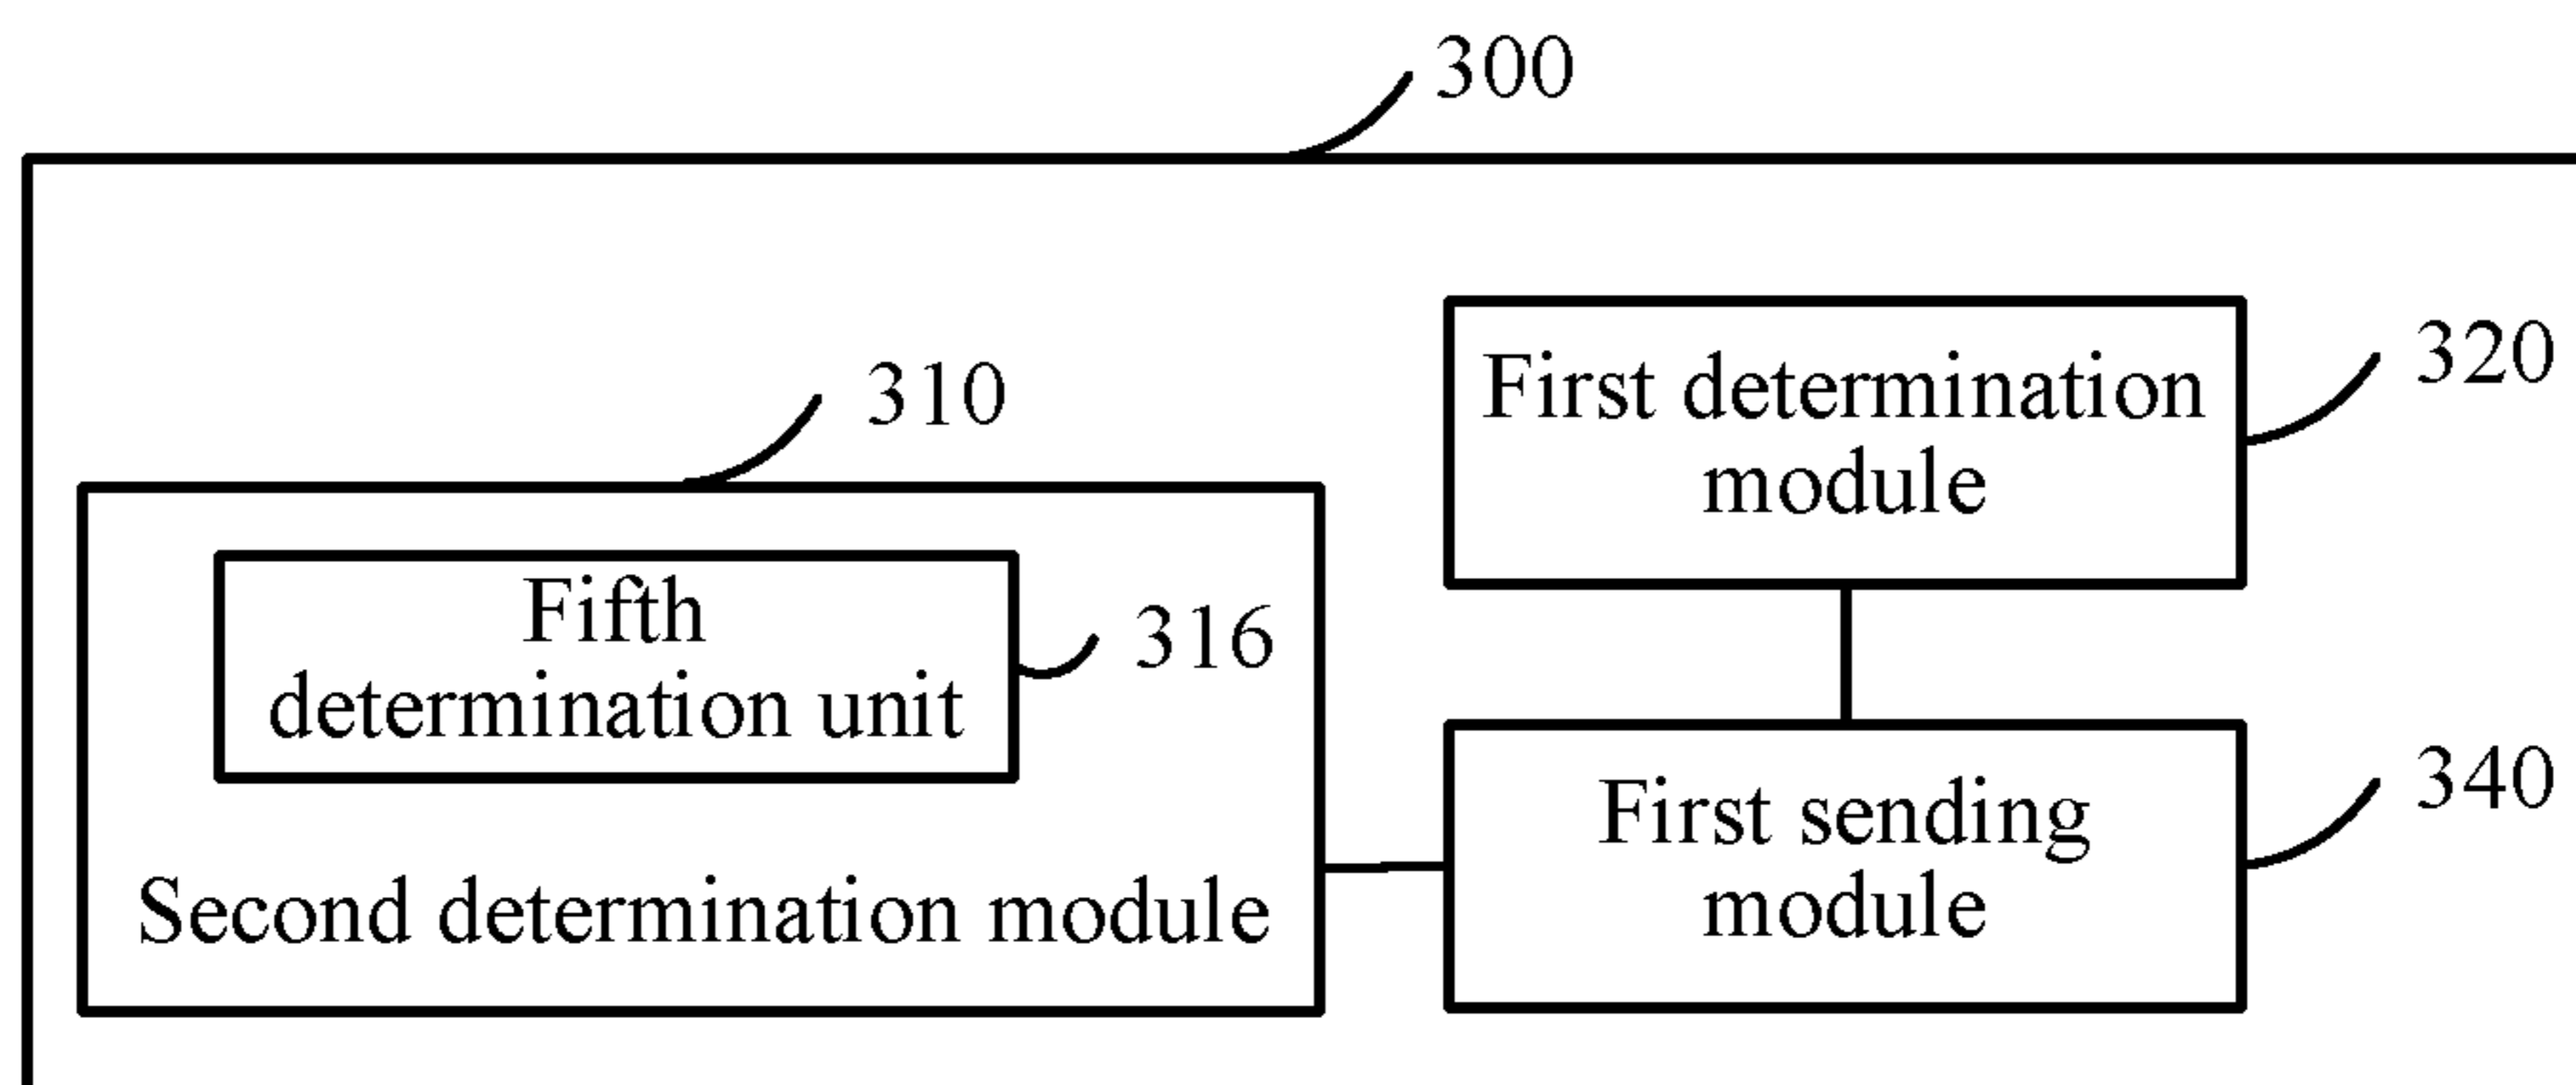 300
310
Fifth
determination unit
316
Second determination module
First determination
module
320
First sending
module
340